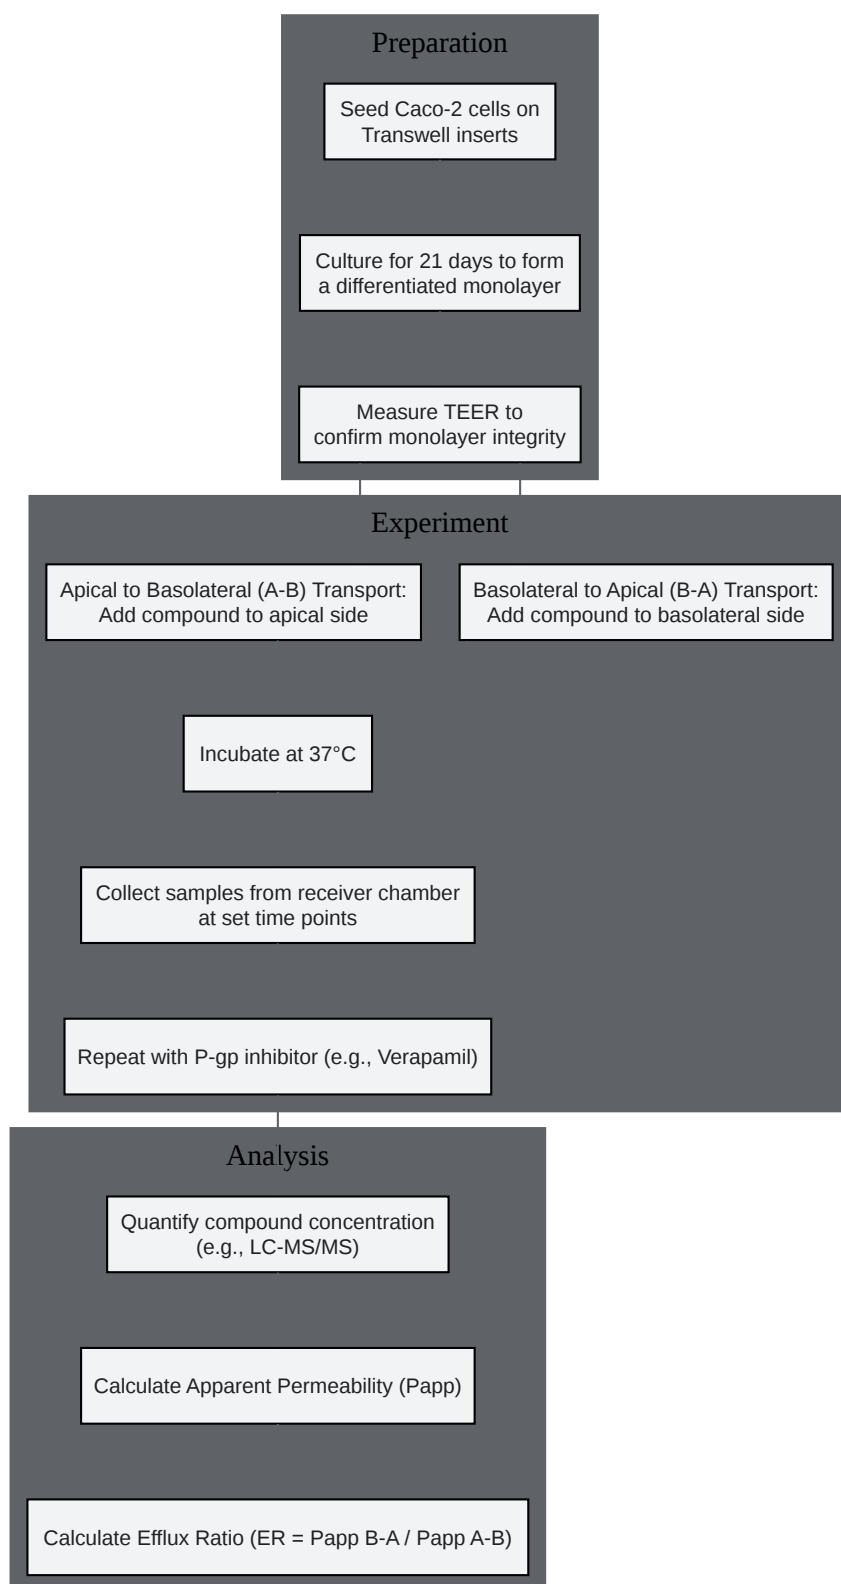 Preparation
Seed Caco-2 cells on
Transwell inserts
Culture for 21 days to form
a differentiated monolayer
Measure TEER to
confirm monolayer integrity
Experiment
Apical to Basolateral (A-B) Transport:
Add compound to apical side
Basolateral to Apical (B-A) Transport:
Add compound to basolateral side
Incubate at 37°C
Collect samples from receiver chamber
at set time points
Repeat with P-gp inhibitor (e.g., Verapamil)
Analysis
Quantify compound concentration
(e.g., LC-MS/MS)
Calculate Apparent Permeability (Papp)
Calculate Efflux Ratio (ER = Papp B-A / Papp A-B)